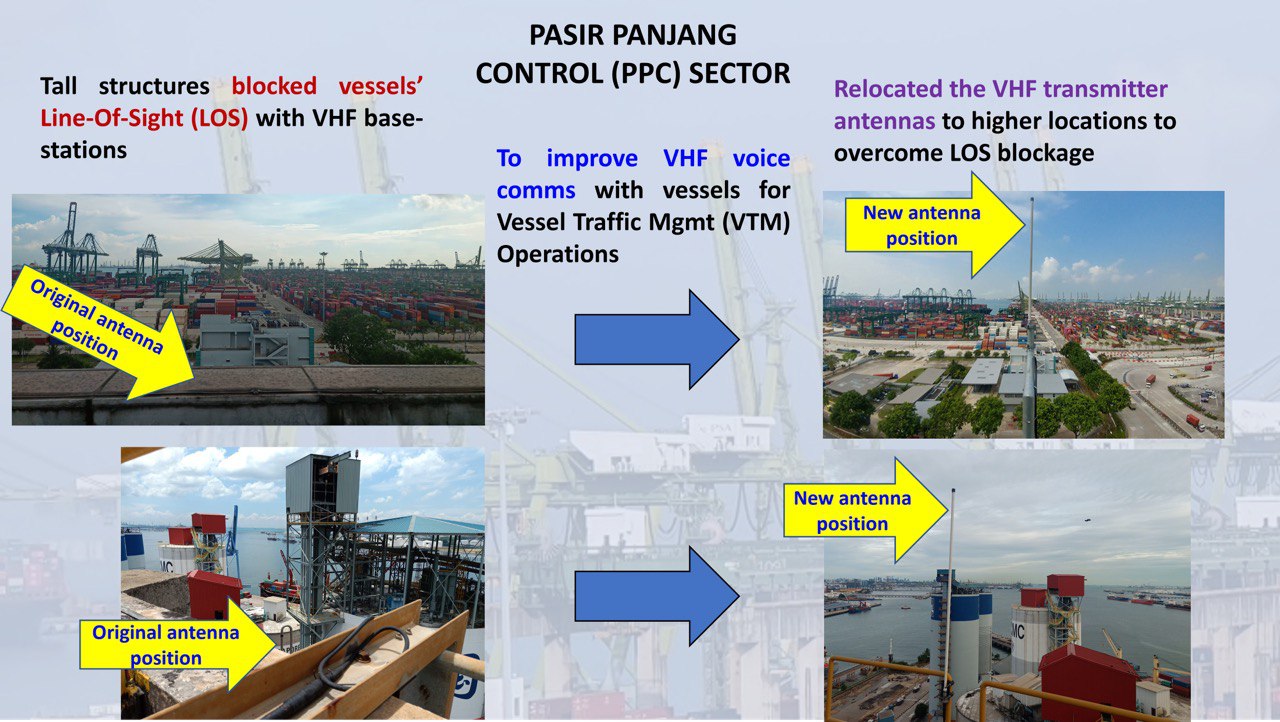 PASIR PANJANG
CONTROL (PPC) SECTOR
Tall structures blocked vessels’
Line-Of-Sight (LOS) with VHF base-
stations
To improve VHF voice
comms with vessels for
Vessel Traffic Mgmt (VTM)
Operations
Relocated the VHF transmitter
antennas to higher locations to
overcome LOS blockage
Original antenna
position
New antenna
position
Original antenna
position
New antenna
position
MC